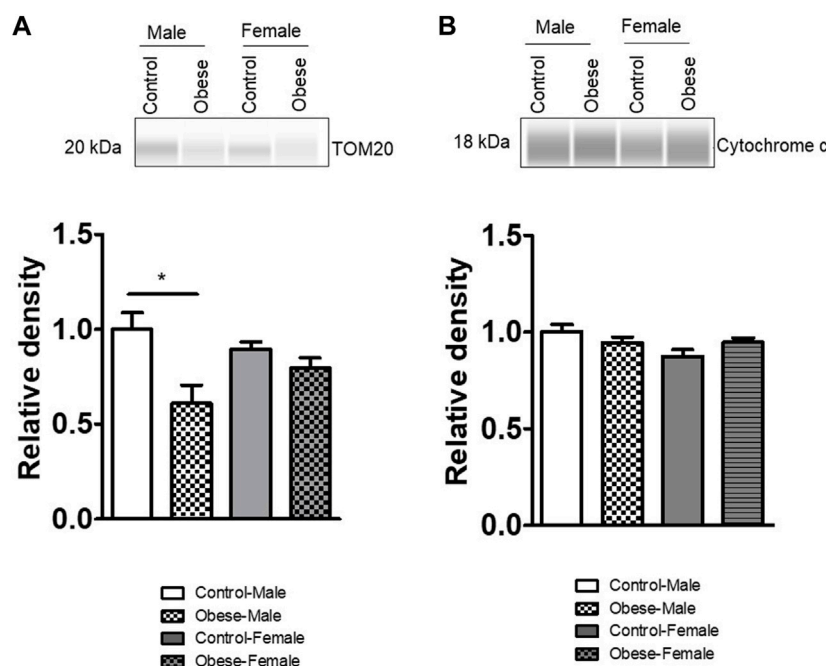 A
Male Female
Control Obese Control Obese
20 kDa TOM20
Relative density
1.5
1.0
0.5
0.0
*
Control-Male
Obese-Male
Control-Female
Obese-Female
B
Male Female
Control Obese Control Obese
18 kDa Cytochrome c
Relative density
1.5
1.0
0.5
0.0
Control-Male
Obese-Male
Control-Female
Obese-Female